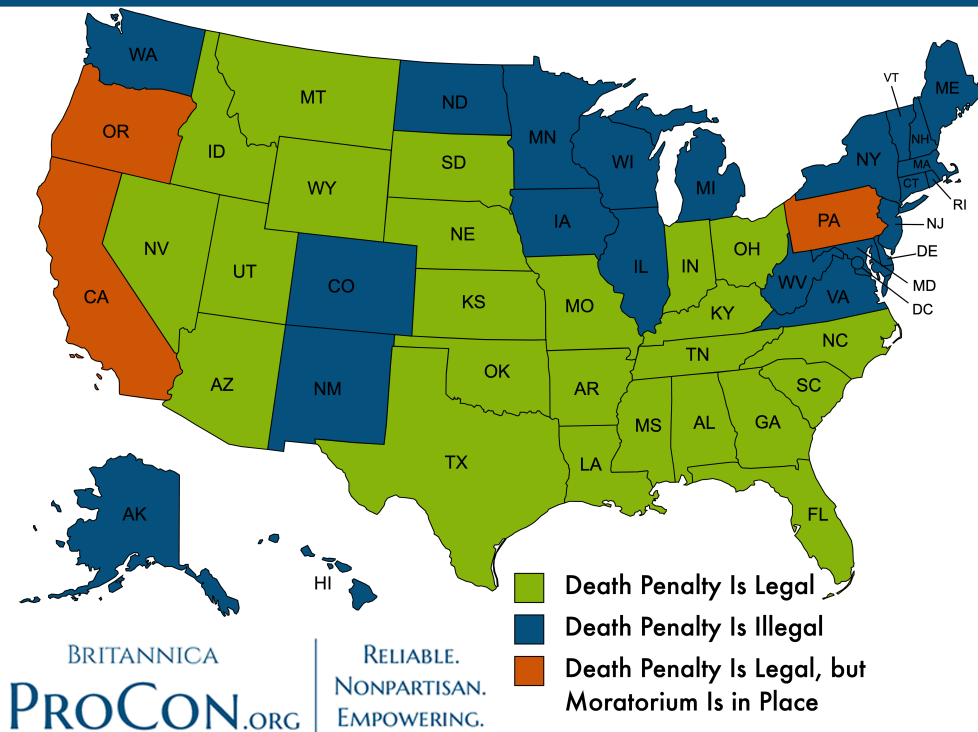 WA
MT
ND
MN
VT
ME
OR
ID
SD
WI
MI
NY
NH
MA
CT
RI
WY
IA
PA
NJ
NV
NE
IL
IN
OH
DE
UT
CO
WV
VA
MD
DC
CA
KS
MO
KY
AZ
NM
OK
AR
TN
NC
SC
TX
LA
MS
AL
GA
FL
AK
HI
Death Penalty Is Legal
Death Penalty Is Illegal
Death Penalty Is Legal, but
Moratorium Is in Place
BRITANNICA
PROCON.ORG
RELIABLE.
NONPARTISAN.
EMPOWERING.